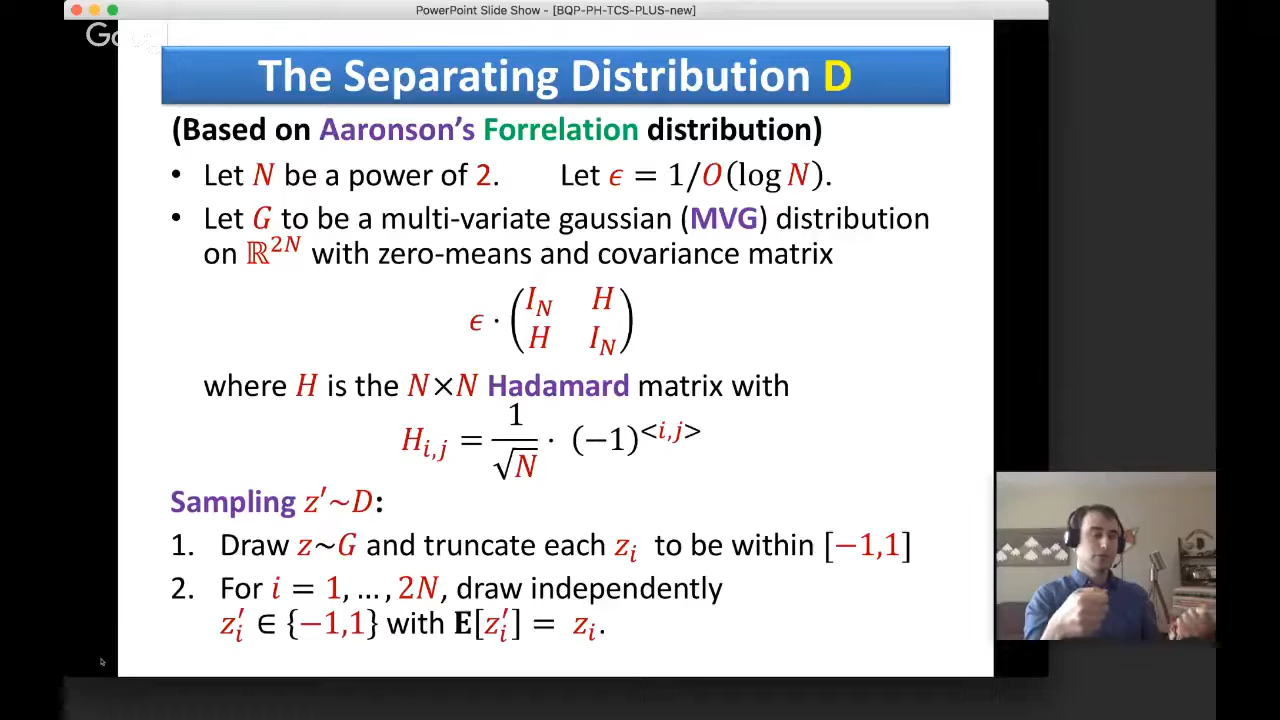 PowerPoint Slide Show - [BQP-PH-TCS-PLUS-new]
The Separating Distribution D
(Based on Aaronson's Forrelation distribution)
• Let N be a power of 2. Let ϵ = 1/O(log N).
• Let G to be a multi-variate gaussian (MVG) distribution
on ℝ^{2N} with zero-means and covariance matrix
ϵ · (I_N H
H I_N)
where H is the N×N Hadamard matrix with
H_{i,j} = 1/√N · (−1)^{<i,j>}
Sampling z′~D:
1. Draw z~G and truncate each z_i to be within [−1,1]
2. For i = 1, … , 2N, draw independently
z′_i ∈ {−1,1} with E[z′_i] = z_i.